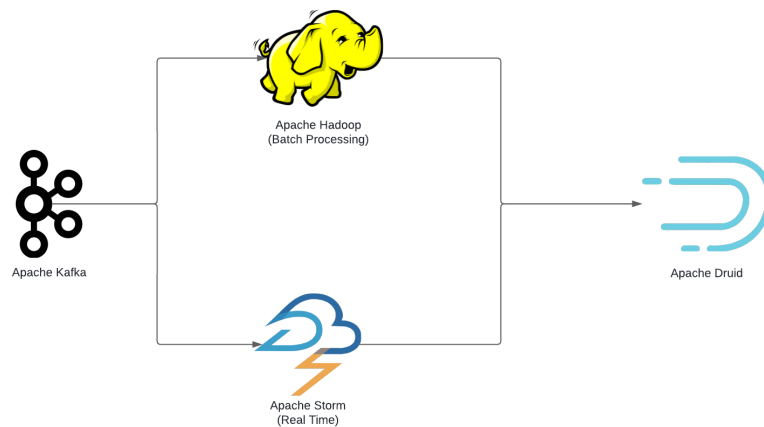 Apache Hadoop
(Batch Processing)
Apache Kafka
Apache Druid
Apache Storm
(Real Time)